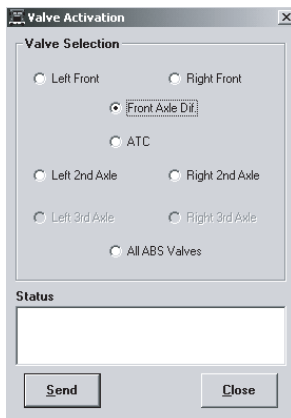 Valve Activation
Valve Selection
Left Front Right Front
Front Axle Dif.
ATC
Left 2nd Axle Right 2nd Axle
Left 3rd Axle Right 3rd Axle
All ABS Valves
Status
Send Close